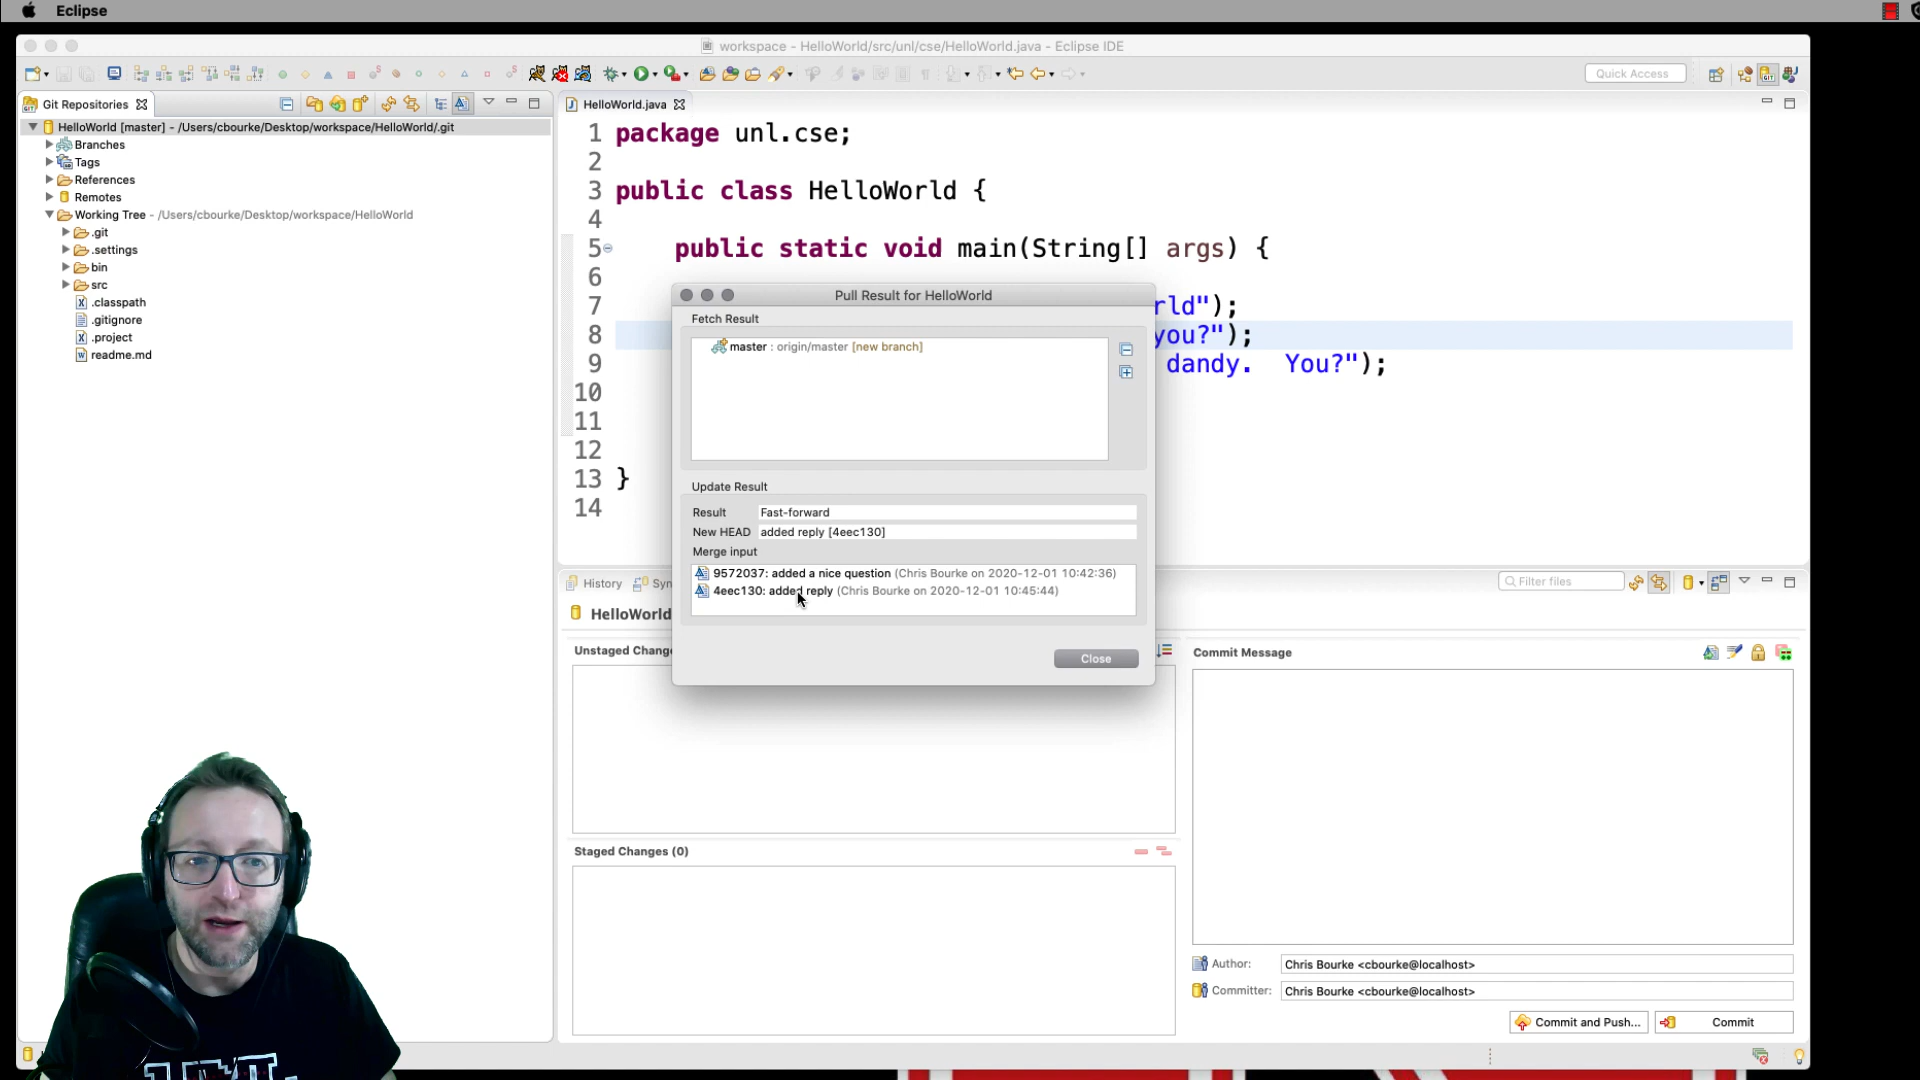 Eclipse
workspace - HelloWorld/src/unl/cse/HelloWorld.java - Eclipse IDE
Quick Access
Git Repositories
HelloWorld [master] - /Users/cbourke/Desktop/workspace/HelloWorld/.git
Branches
Tags
References
Remotes
Working Tree - /Users/cbourke/Desktop/workspace/HelloWorld
.git
.settings
bin
src
.classpath
.gitignore
.project
readme.md
HelloWorld.java
1 package unl.cse;
2
3 public class HelloWorld {
4
5 public static void main(String[] args) {
6
7 rld");
8 you?");
9 dandy. You?");
10
11
12
13 }
14
Pull Result for HelloWorld
Fetch Result
master : origin/master [new branch]
Update Result
Result Fast-forward
New HEAD added reply [4eec130]
Merge input
9572037: added a nice question (Chris Bourke on 2020-12-01 10:42:36)
4eec130: added reply (Chris Bourke on 2020-12-01 10:45:44)
Close
History Syn
Filter files
HelloWorld
Unstaged Chang
Staged Changes (0)
Commit Message
Author: Chris Bourke <cbourke@localhost>
Committer: Chris Bourke <cbourke@localhost>
Commit and Push...
Commit